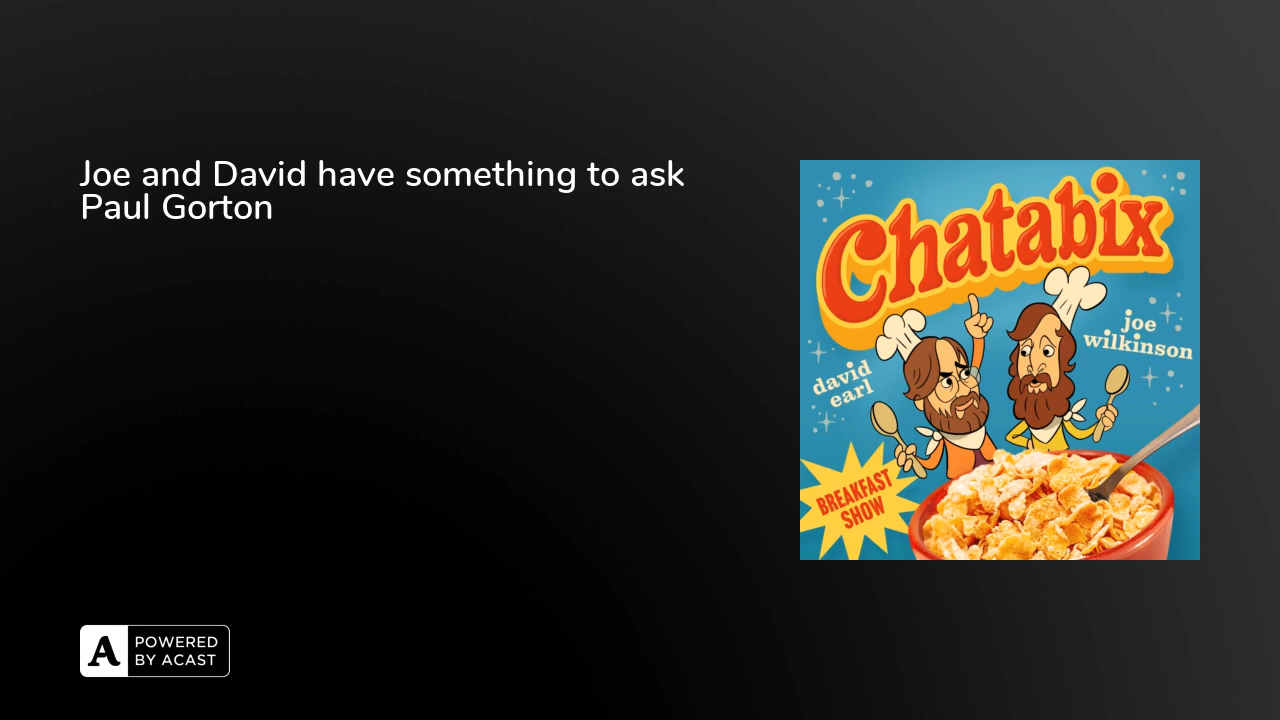 Joe and David have something to ask
Paul Gorton
Chatabix
david
earl
joe
wilkinson
BREAKFAST
SHOW
A POWERED
BY ACAST